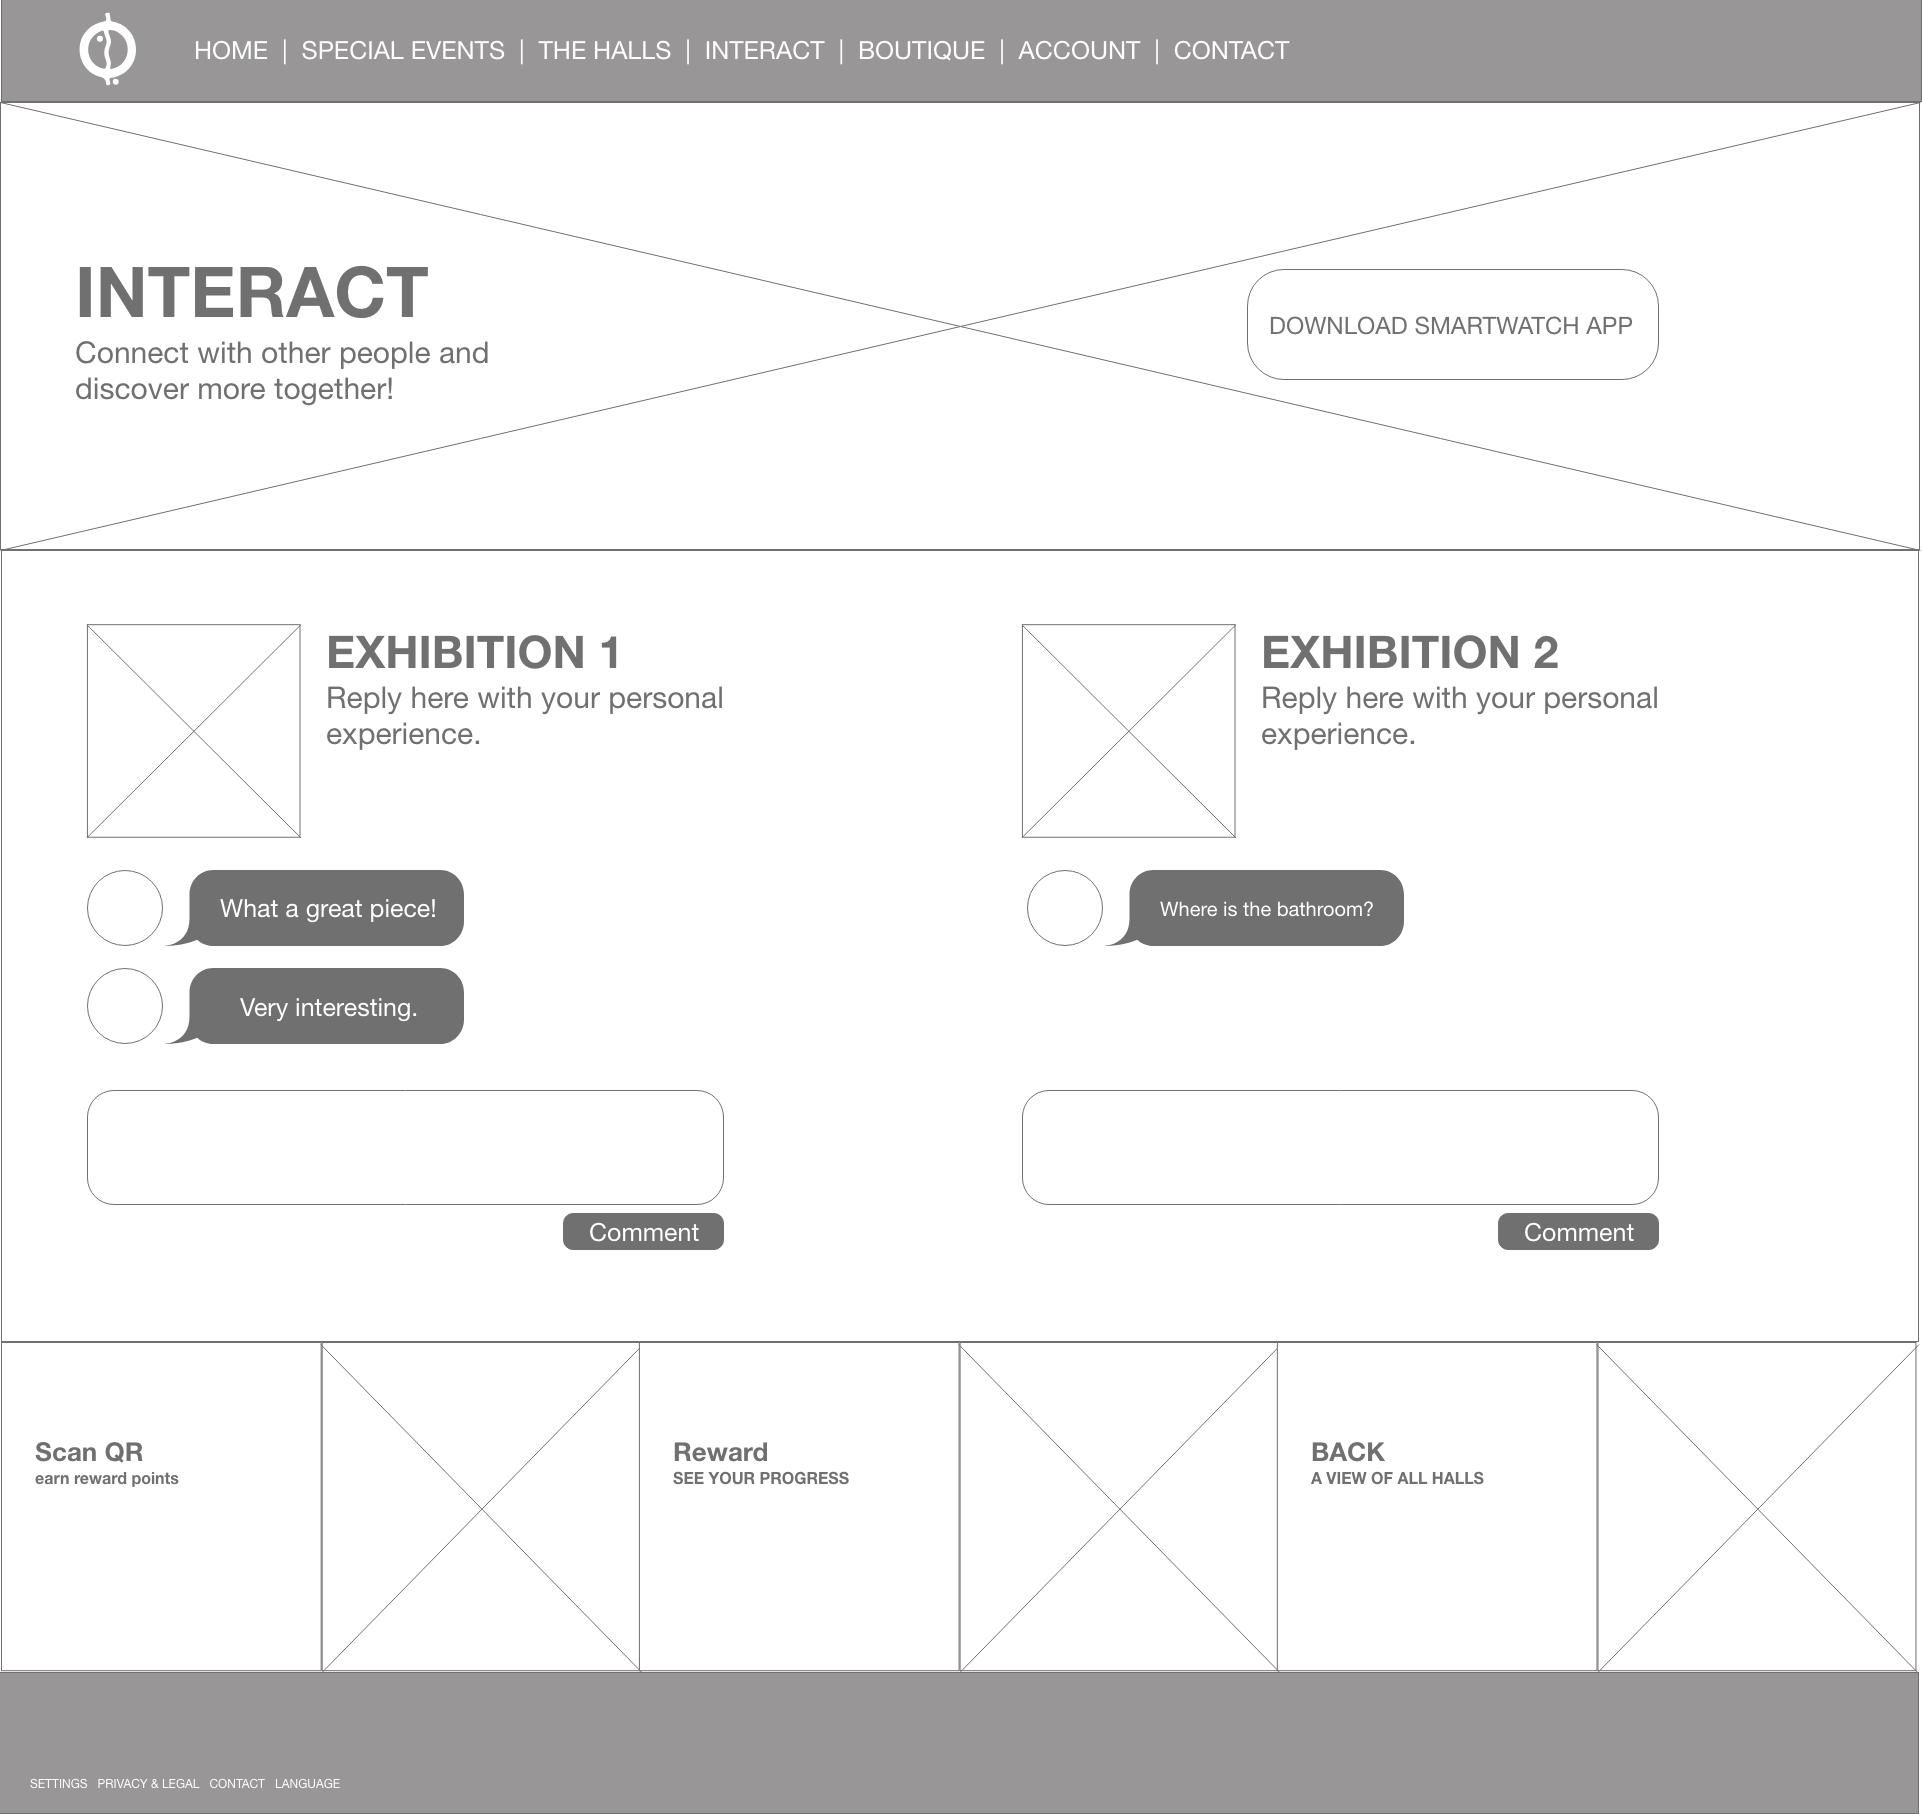 HOME | SPECIAL EVENTS | THE HALLS | INTERACT | BOUTIQUE | ACCOUNT | CONTACT
INTERACT
Connect with other people and
discover more together!
DOWNLOAD SMARTWATCH APP
EXHIBITION 1
Reply here with your personal
experience.
What a great piece!
Very interesting.
Comment
EXHIBITION 2
Reply here with your personal
experience.
Where is the bathroom?
Comment
Scan QR
earn reward points
Reward
SEE YOUR PROGRESS
BACK
A VIEW OF ALL HALLS
SETTINGS PRIVACY & LEGAL CONTACT LANGUAGE